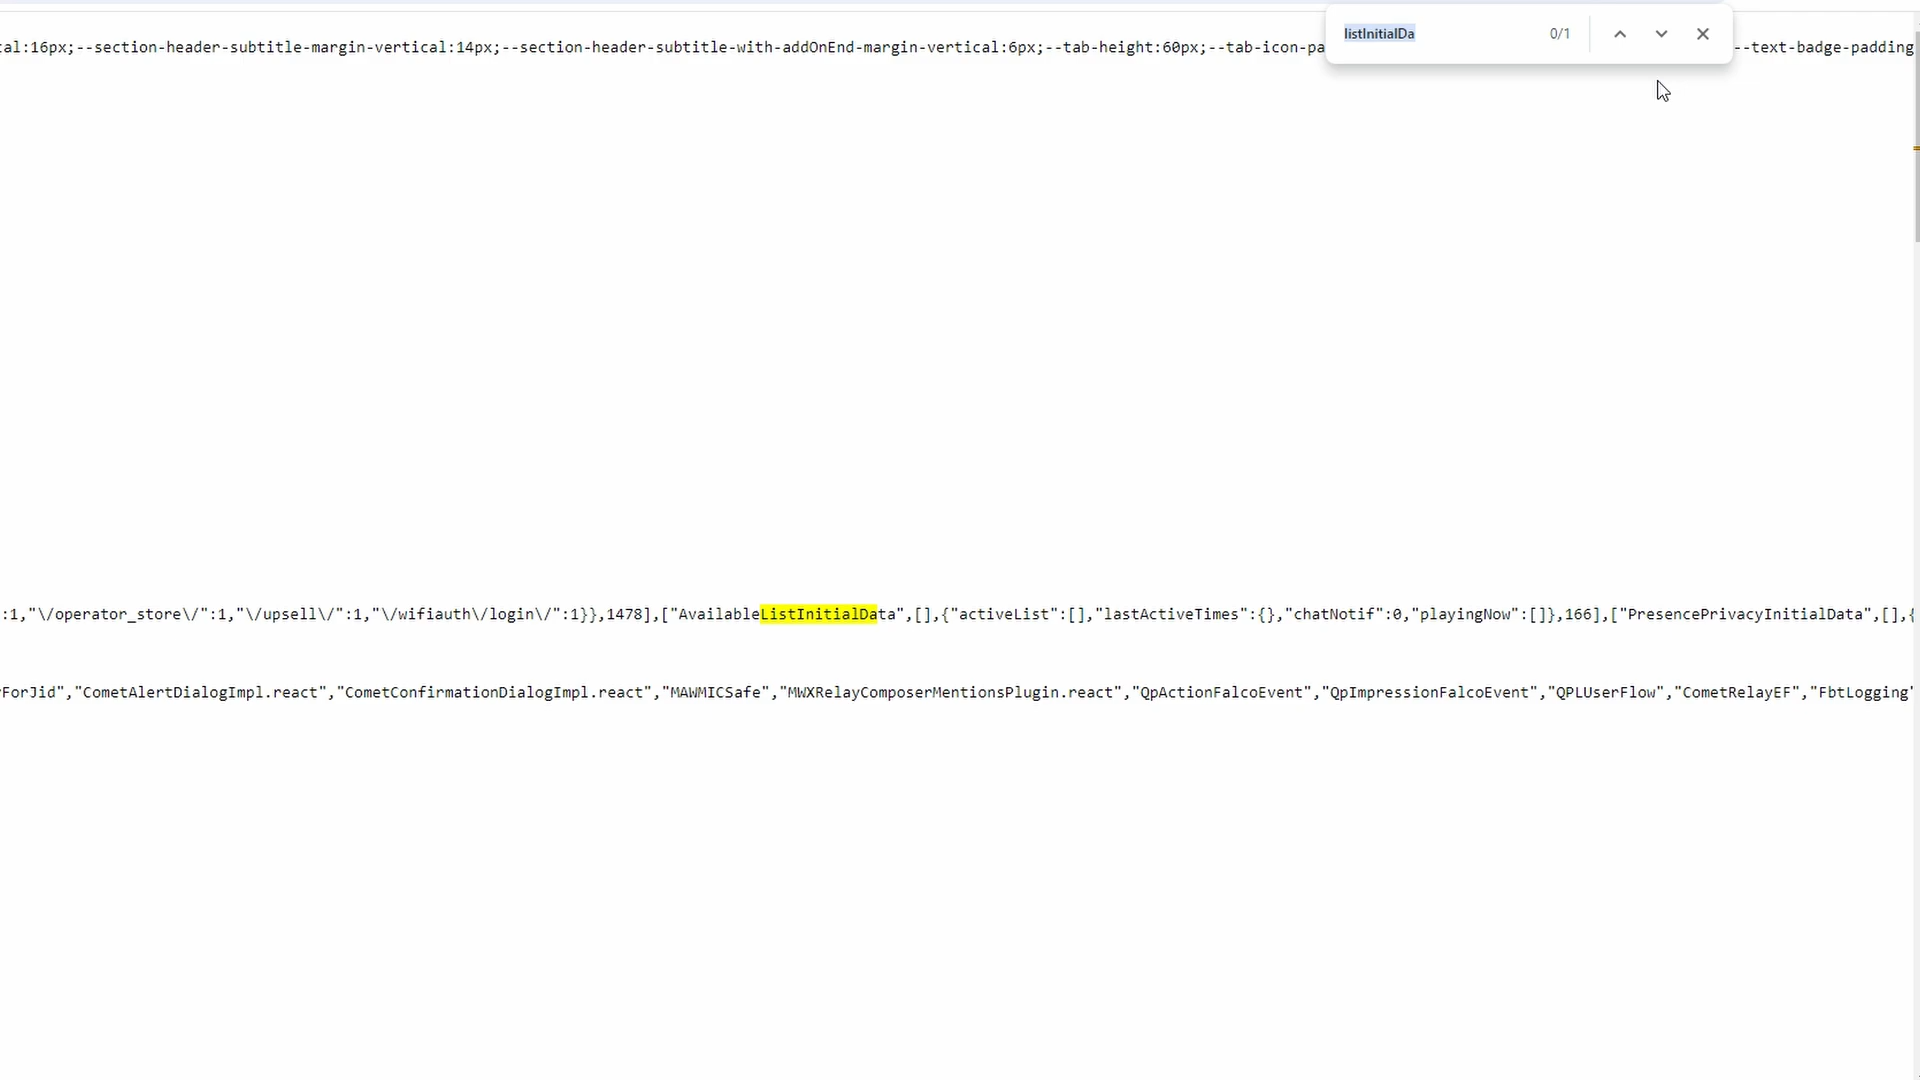 listInitialDa 0/1
al:16px;--section-header-subtitle-margin-vertical:14px;--section-header-subtitle-with-addOnEnd-margin-vertical:6px;--tab-height:60px;--tab-icon-pa --text-badge-padding
:1,"\/operator_store\/":1,"\/upsell\/":1,"\/wifiauth\/login\/":1}},1478],["AvailableListInitialData",[],{"activeList":[],"lastActiveTimes":{},"chatNotif":0,"playingNow":[]},166],["PresencePrivacyInitialData",[],{
ForJid","CometAlertDialogImpl.react","CometConfirmationDialogImpl.react","MAWMICSafe","MWXRelayComposerMentionsPlugin.react","QpActionFalcoEvent","QpImpressionFalcoEvent","QPLUserFlow","CometRelayEF","FbtLogging"